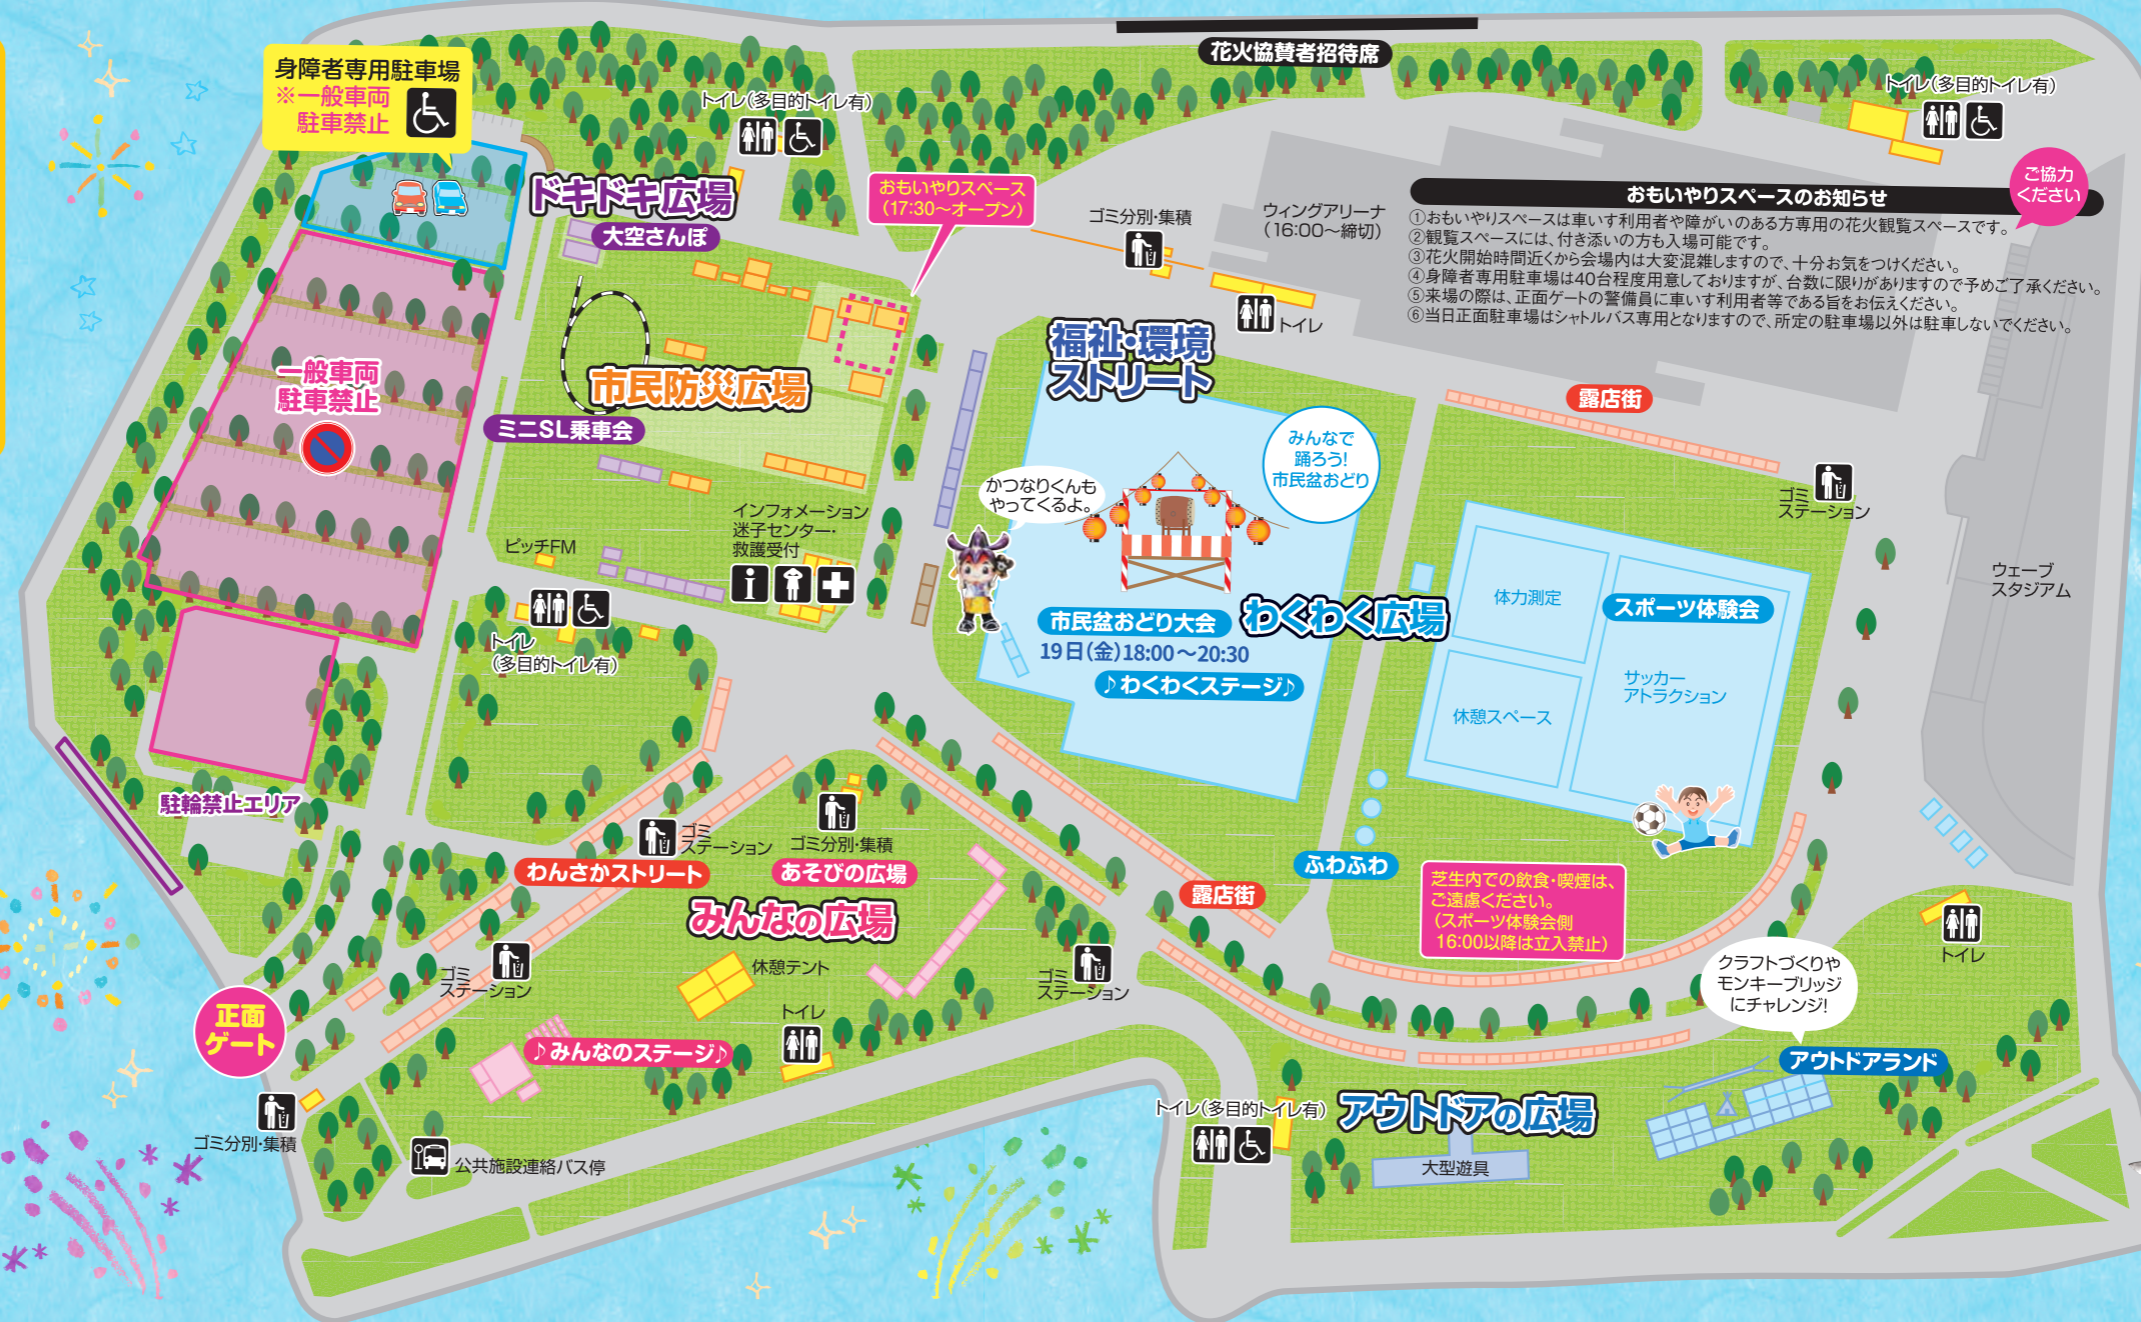 花火協賛者招待席
身障者専用駐車場
※一般車両
駐車禁止
トイレ(多目的トイレ有)
トイレ(多目的トイレ有)
ドキドキ広場
大空さんぽ
おもいやりスペース
(17:30〜オープン)
ゴミ分別・集積
ウィングアリーナ
(16:00〜締切)
トイレ
ご協力
ください
おもいやりスペースのお知らせ
①おもいやりスペースは車いす利用者や障がいのある方専用の花火観覧スペースです。
②観覧スペースには、付き添いの方も入場可能です。
③花火開始時間近くから会場内は大変混雑しますので、十分お気をつけください。
④身障者専用駐車場は40台程度用意しておりますが、台数に限りがありますので予めご了承ください。
⑤来場の際は、正面ゲートの警備員に車いす利用者等である旨をお伝えください。
⑥当日正面駐車場はシャトルバス専用となりますので、所定の駐車場以外は駐車しないでください。
福祉・環境
ストリート
一般車両
駐車禁止
市民防災広場
ミニSL乗車会
露店街
みんなで
踊ろう!
市民盆おどり
かつなりくんも
やってくるよ。
ゴミ
ステーション
インフォメーション
迷子センター・
救護受付
ピッチFM
トイレ
(多目的トイレ有)
市民盆おどり大会
19日(金)18:00〜20:30
♪わくわくステージ♪
わくわく広場
体力測定
スポーツ体験会
サッカー
アトラクション
休憩スペース
ウェーブ
スタジアム
駐輪禁止エリア
ゴミ
ステーション
ゴミ分別・集積
わんさかストリート
あそびの広場
みんなの広場
露店街
ふわふわ
芝生内での飲食・喫煙は、
ご遠慮ください。
(スポーツ体験会側
16:00以降は立入禁止)
トイレ
クラフトづくりや
モンキーブリッジ
にチャレンジ!
ゴミ
ステーション
休憩テント
ゴミ
ステーション
正面
ゲート
トイレ
♪みんなのステージ♪
アウトドアランド
ゴミ分別・集積
公共施設連絡バス停
トイレ(多目的トイレ有)
アウトドアの広場
大型遊具